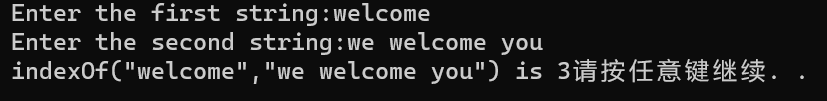 Enter the first string:welcome
Enter the second string:we welcome you
indexOf("welcome","we welcome you") is 3请按任意键继续. .